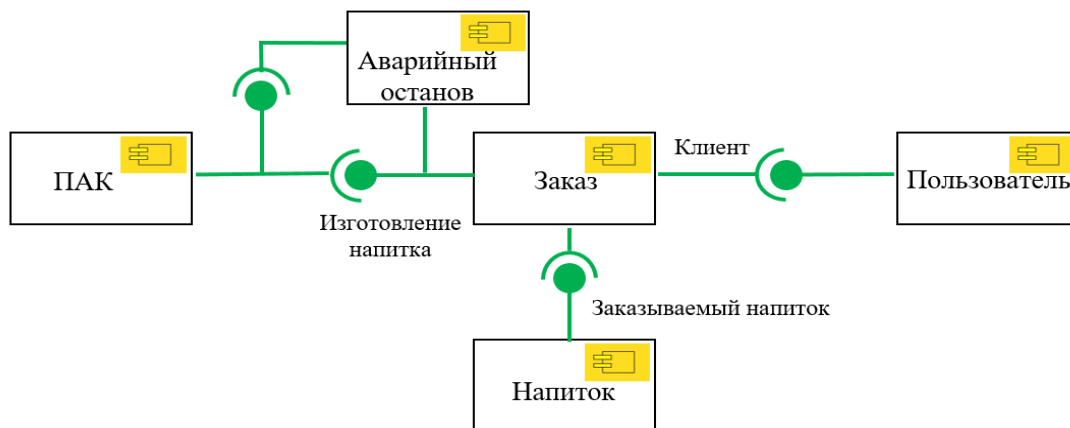 Аварийный
останов
ПАК
Заказ
Клиент
Пользователь
Изготовление
напитка
Заказываемый напиток
Напиток